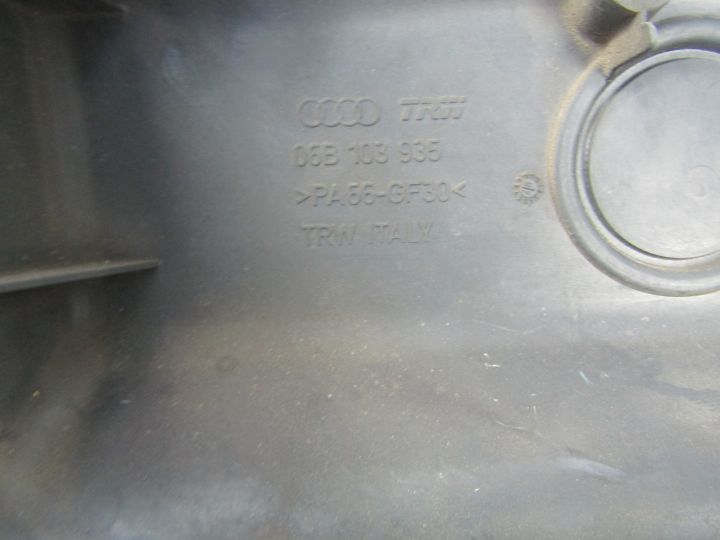 TRW
06B 103 935
>PA66-GF30<
TRW ITALY